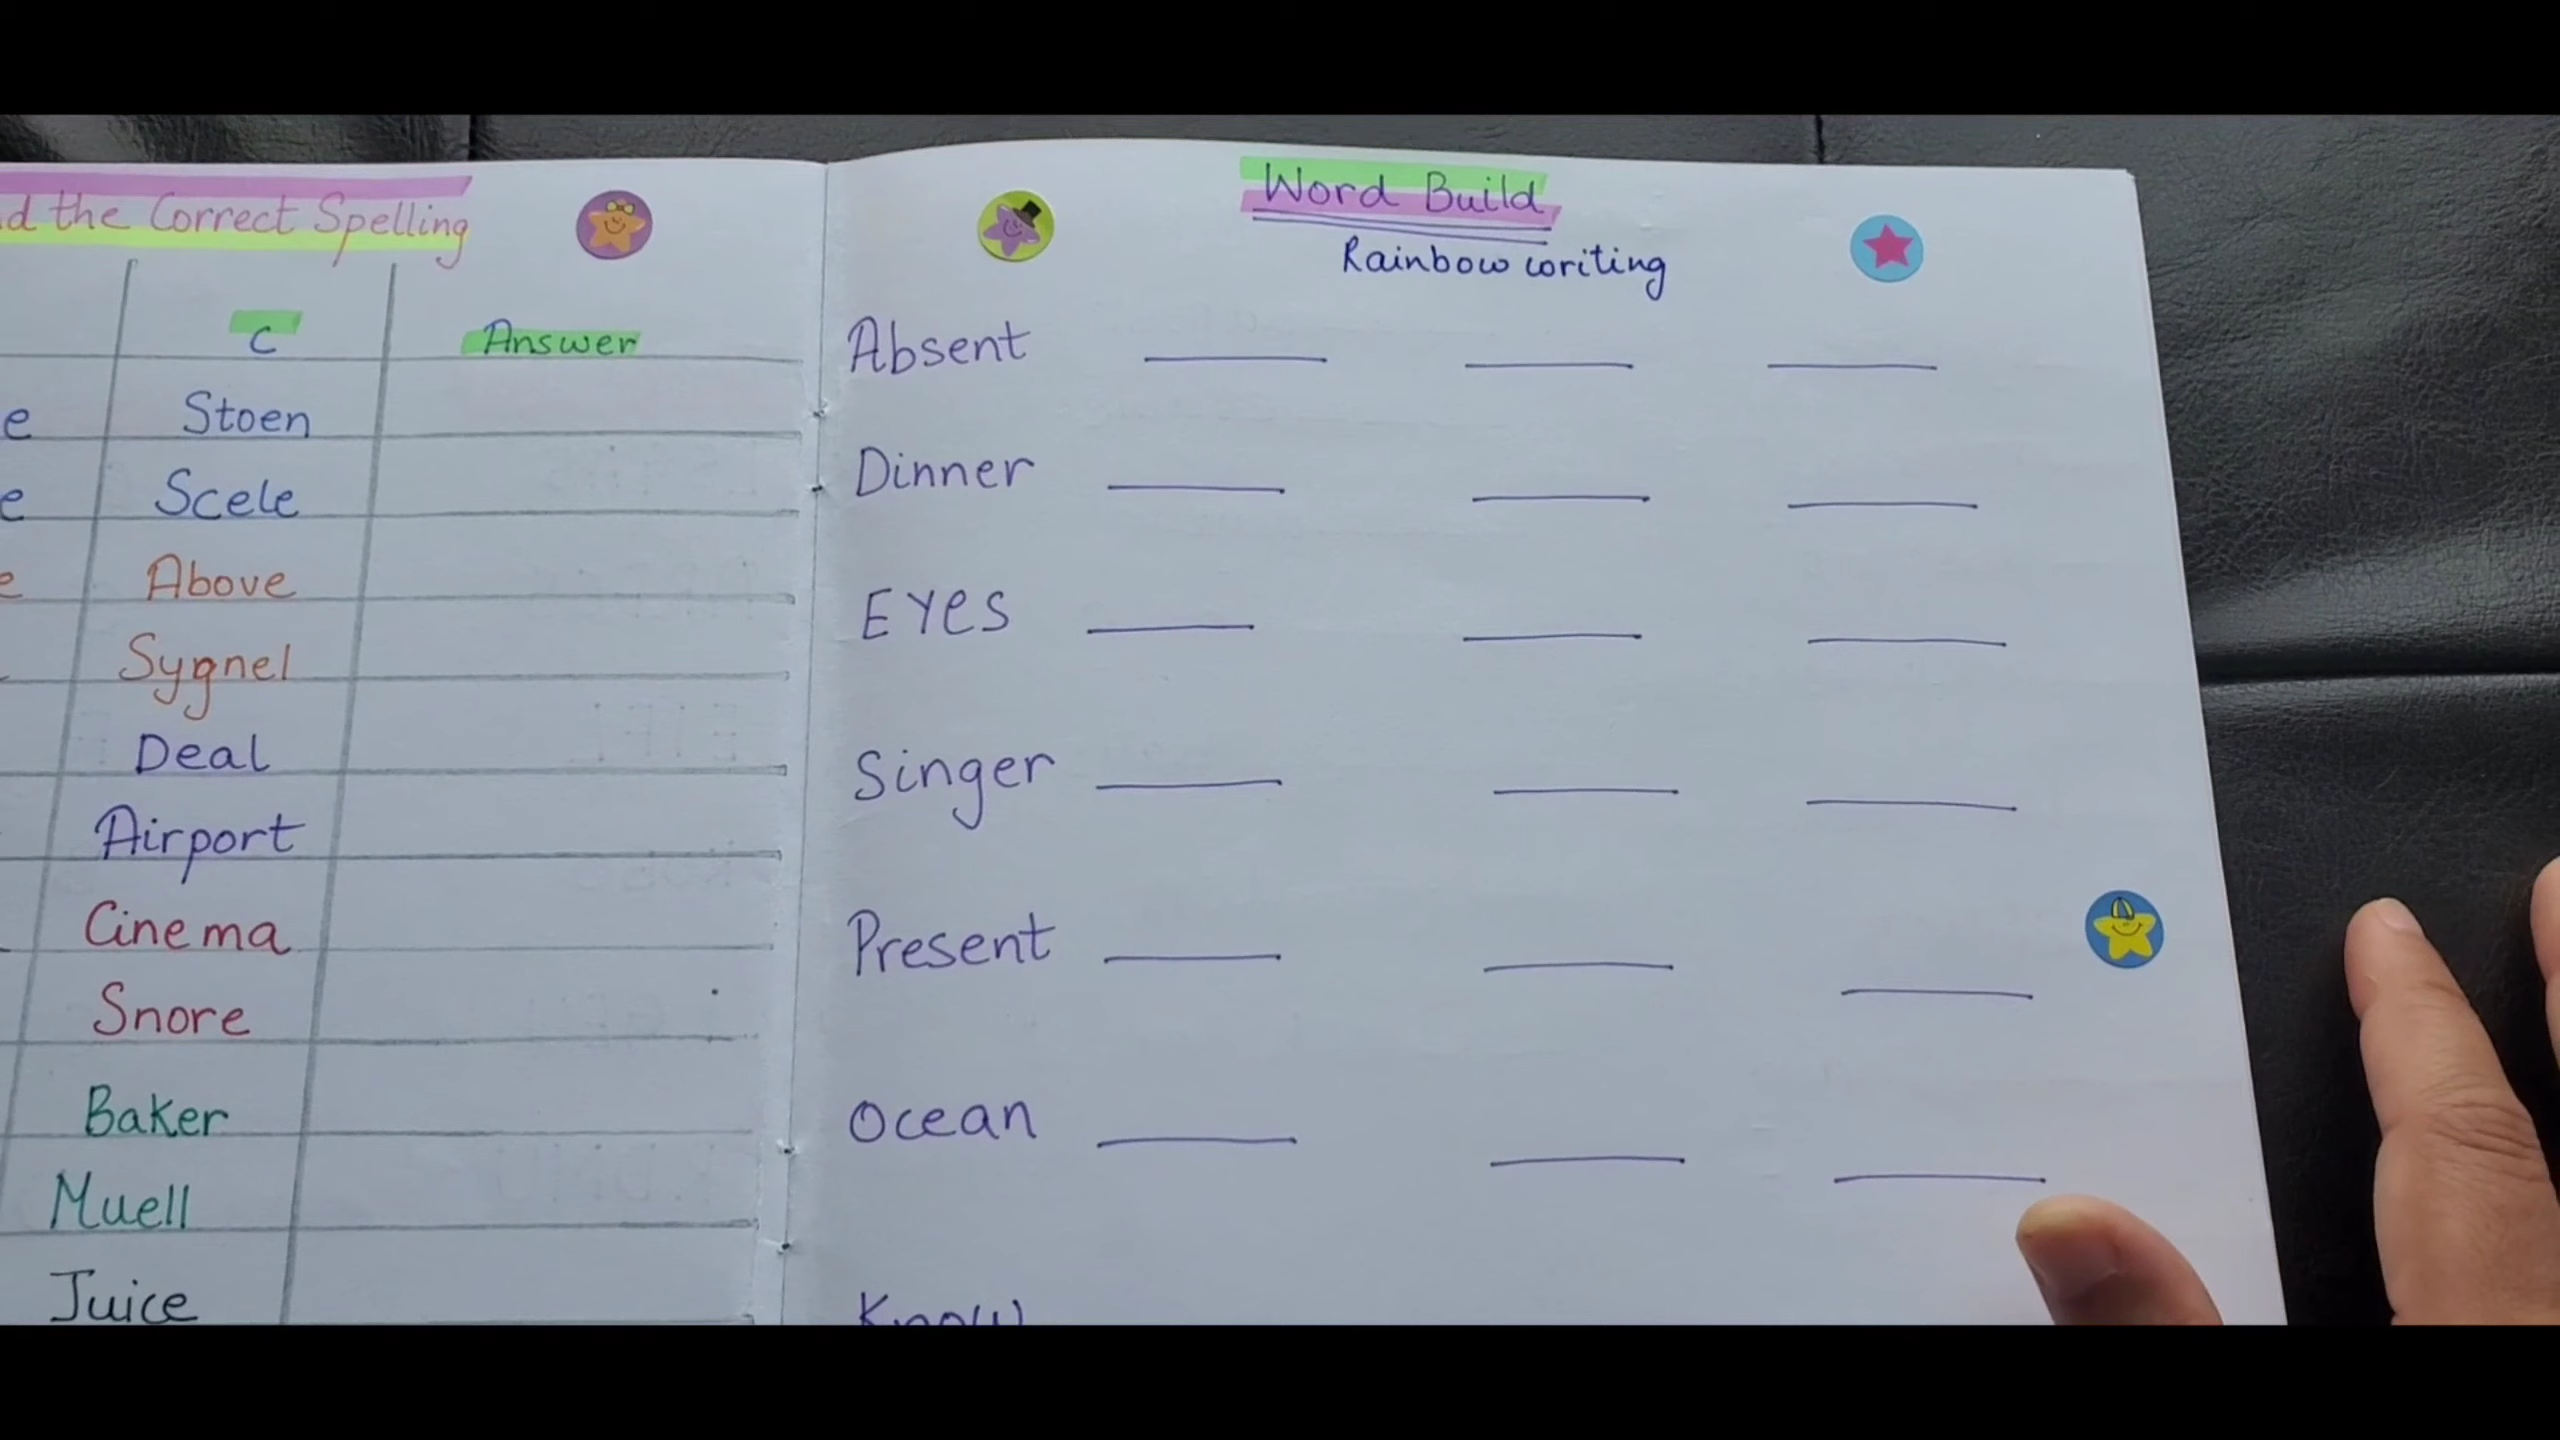 d the Correct Spelling
C Answer
e Stoen
e Scele
e Above
Sygnel
Deal
Airport
Cinema
Snore
Baker
Muell
Juice
Word Build
Rainbow writing
Absent
Dinner
Eyes
Singer
Present
Ocean
Know